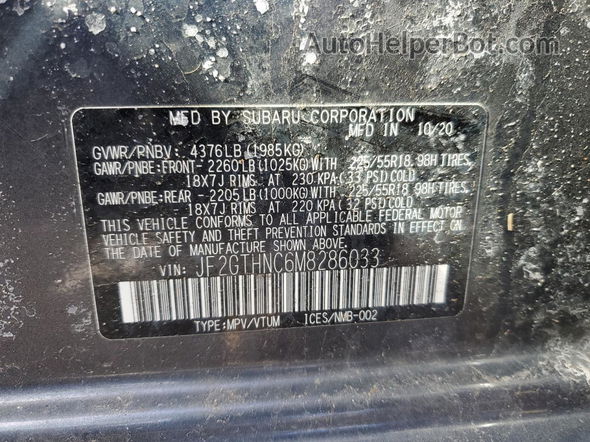 AutoHelperBot.com
MFD BY SUBARU CORPORATION
MFD IN 10/20
GVWR/PNBV: 4376LB(1985KG)
GAWR/PNBE:FRONT-2260LB(1025KG)WITH 225/55R18 98H TIRES,
18X7J RIMS AT 230 KPA(33 PSI)COLD
GAWR/PNBE:REAR -2205LB(1000KG)WITH 225/55R18 98H TIRES,
18X7J RIMS AT 220 KPA(32 PSI)COLD
THIS VEHICLE CONFORMS TO ALL APPLICABLE FEDERAL MOTOR
VEHICLE SAFETY AND THEFT PREVENTION STANDARDS IN EFFECT ON
THE DATE OF MANUFACTURE SHOWN ABOVE.
VIN: JF2GTHNC6M8286033
TYPE:MPV/VTUM ICES/NMB-002